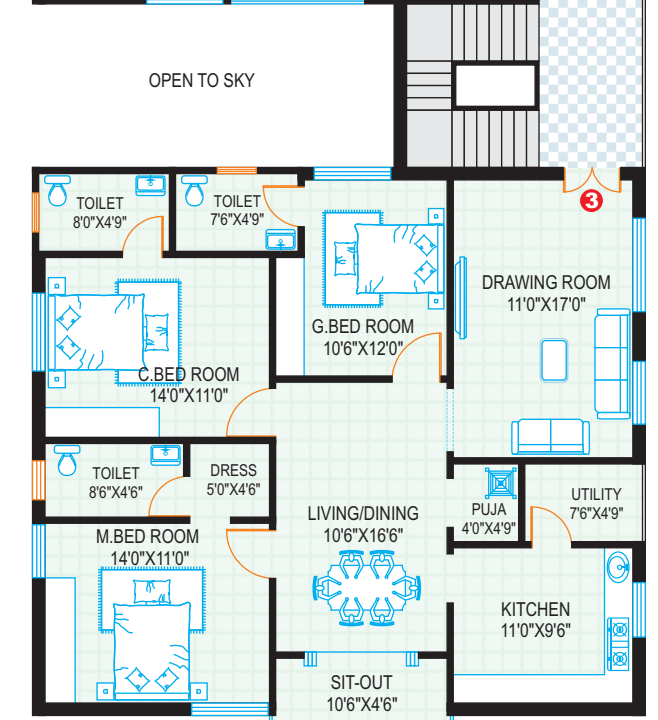 OPEN TO SKY
TOILET
8'0"X4'9"
TOILET
7'6"X4'9"
3
DRAWING ROOM
11'0"X17'0"
G.BED ROOM
10'6"X12'0"
C.BED ROOM
14'0"X11'0"
TOILET
8'6"X4'6"
DRESS
5'0"X4'6"
PUJA
4'0"X4'9"
UTILITY
7'6"X4'9"
LIVING/DINING
10'6"X16'6"
M.BED ROOM
14'0"X11'0"
KITCHEN
11'0"X9'6"
SIT-OUT
10'6"X4'6"